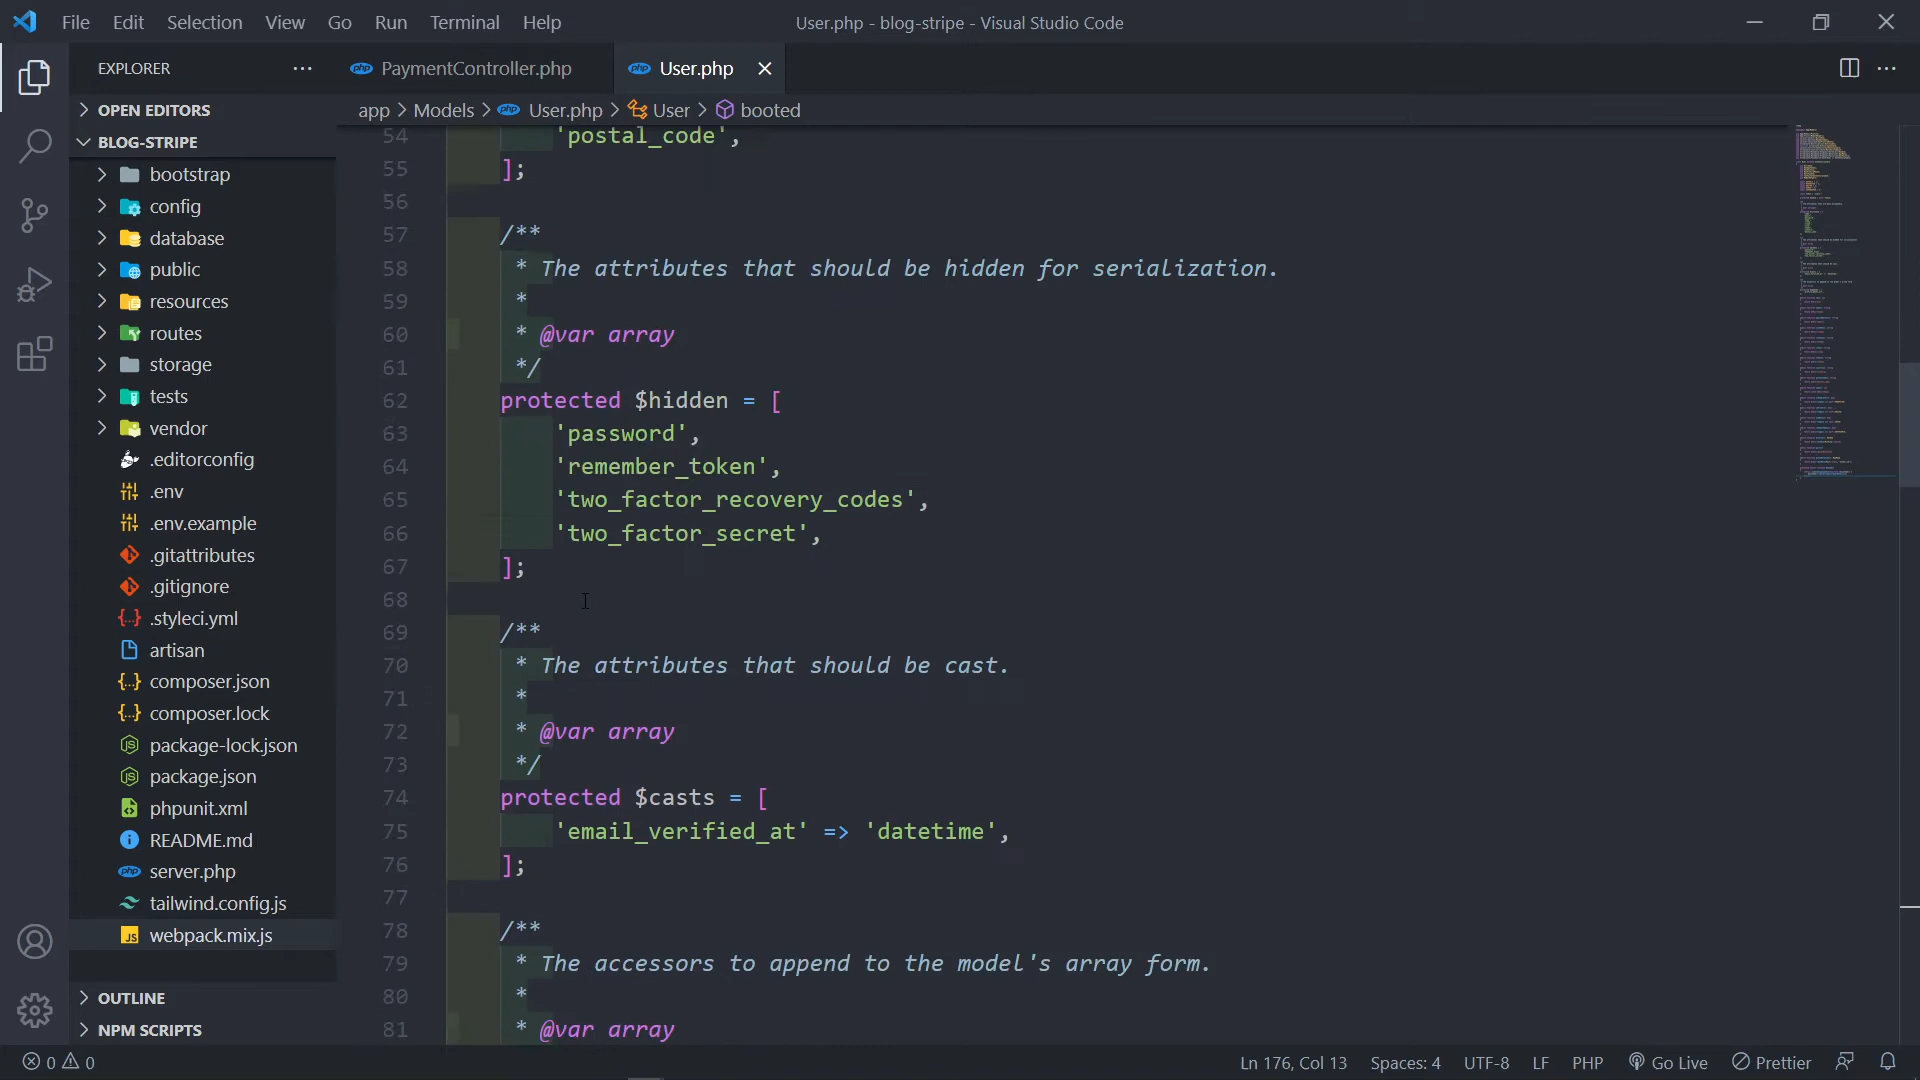 File Edit Selection View Go Run Terminal Help
User.php - blog-stripe - Visual Studio Code
EXPLORER
PaymentController.php
User.php
OPEN EDITORS
app > Models > User.php > User > booted
BLOG-STRIPE
bootstrap
config
database
public
resources
routes
storage
tests
vendor
.editorconfig
.env
.env.example
.gitattributes
.gitignore
.styleci.yml
artisan
composer.json
composer.lock
package-lock.json
package.json
phpunit.xml
README.md
server.php
tailwind.config.js
webpack.mix.js
OUTLINE
NPM SCRIPTS
54 'postal_code',
55 ];
56
57 /**
58 * The attributes that should be hidden for serialization.
59 *
60 * @var array
61 */
62 protected $hidden = [
63 'password',
64 'remember_token',
65 'two_factor_recovery_codes',
66 'two_factor_secret',
67 ];
68
69 /**
70 * The attributes that should be cast.
71 *
72 * @var array
73 */
74 protected $casts = [
75 'email_verified_at' => 'datetime',
76 ];
77
78 /**
79 * The accessors to append to the model's array form.
80 *
81 * @var array
0 0
Ln 176, Col 13 Spaces: 4 UTF-8 LF PHP Go Live Prettier